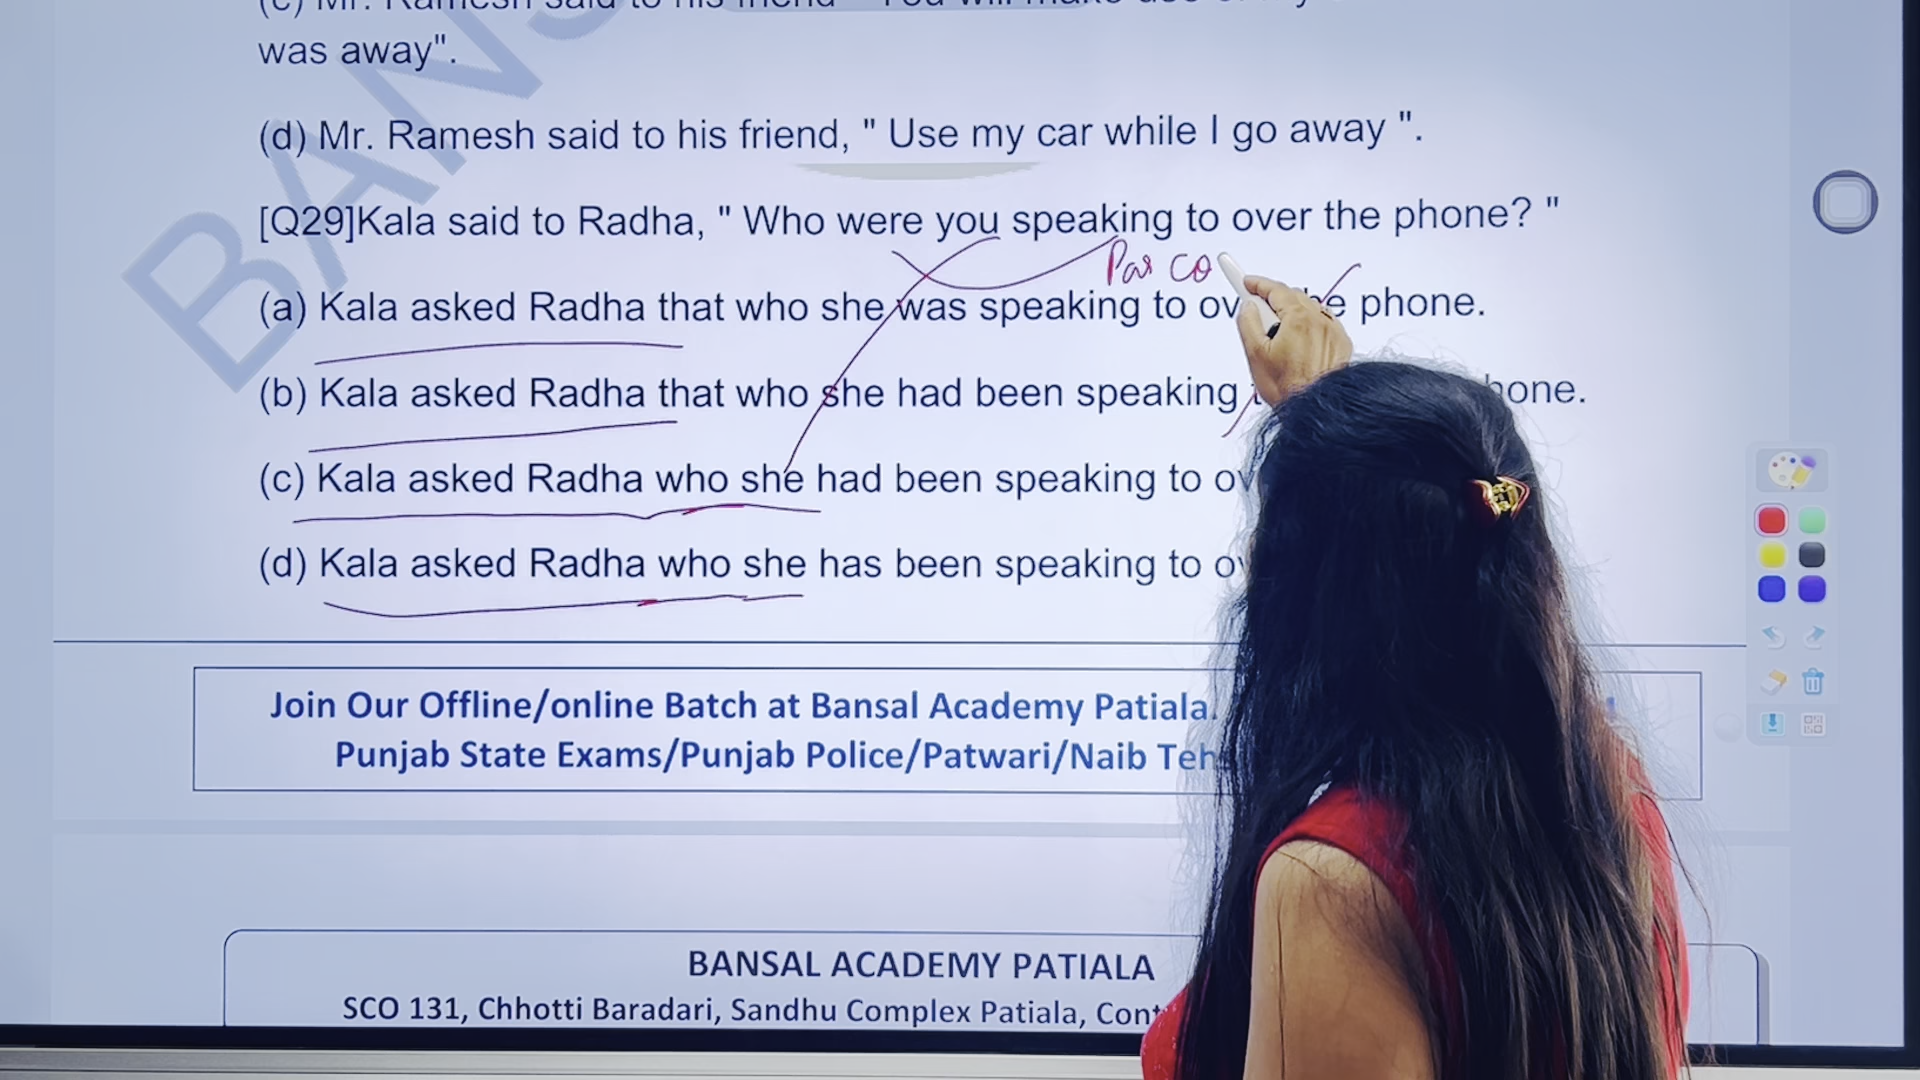 was away".
(d) Mr. Ramesh said to his friend, " Use my car while I go away ".
[Q29]Kala said to Radha, " Who were you speaking to over the phone? "
Pas co
(a) Kala asked Radha that who she was speaking to ov phone.
(b) Kala asked Radha that who she had been speaking hone.
(c) Kala asked Radha who she had been speaking to
(d) Kala asked Radha who she has been speaking to
Join Our Offline/online Batch at Bansal Academy Patiala.
Punjab State Exams/Punjab Police/Patwari/Naib Teh
BANSAL ACADEMY PATIALA
SCO 131, Chhotti Baradari, Sandhu Complex Patiala, Cont
BANS